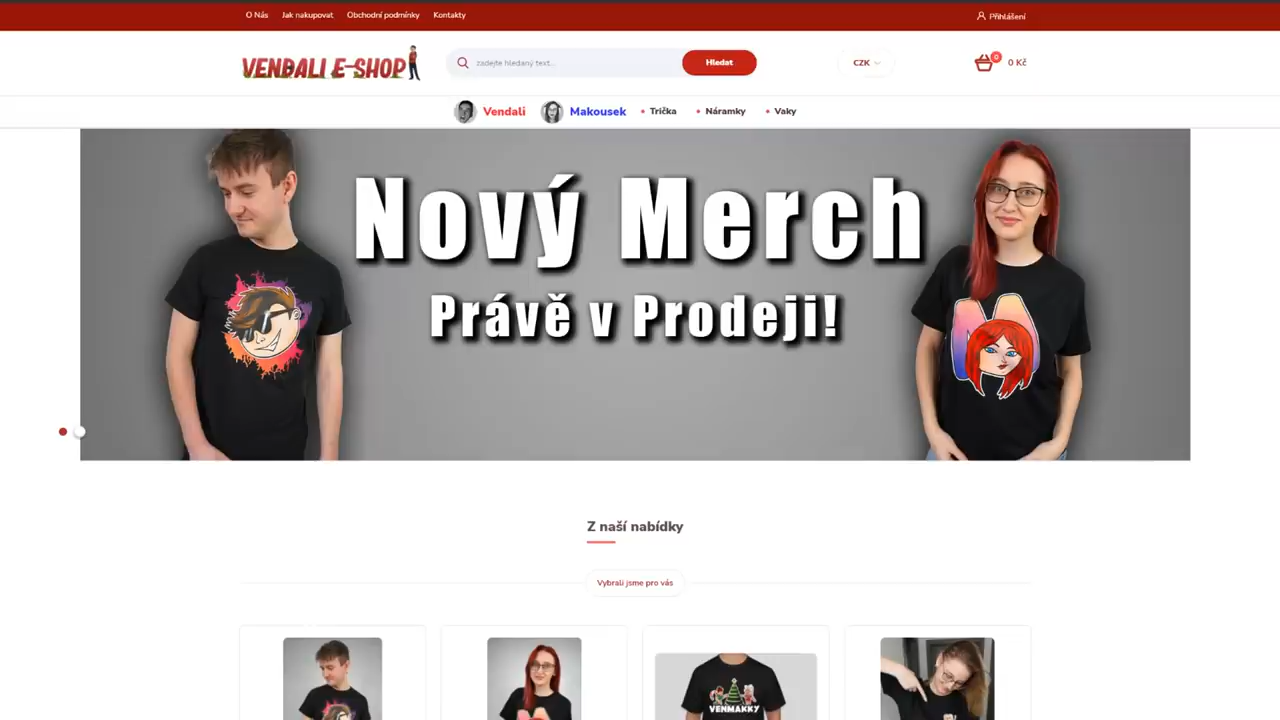 O Nás Jak nakupovat Obchodní podmínky Kontakty Přihlášení
VENDALI E-SHOP zadejte hledaný text... Hledat CZK 0 0 Kč
Vendali Makousek Trička Náramky Vaky
Nový Merch
Právě v Prodeji!
Z naší nabídky
Vybrali jsme pro vás
VENMAKKY